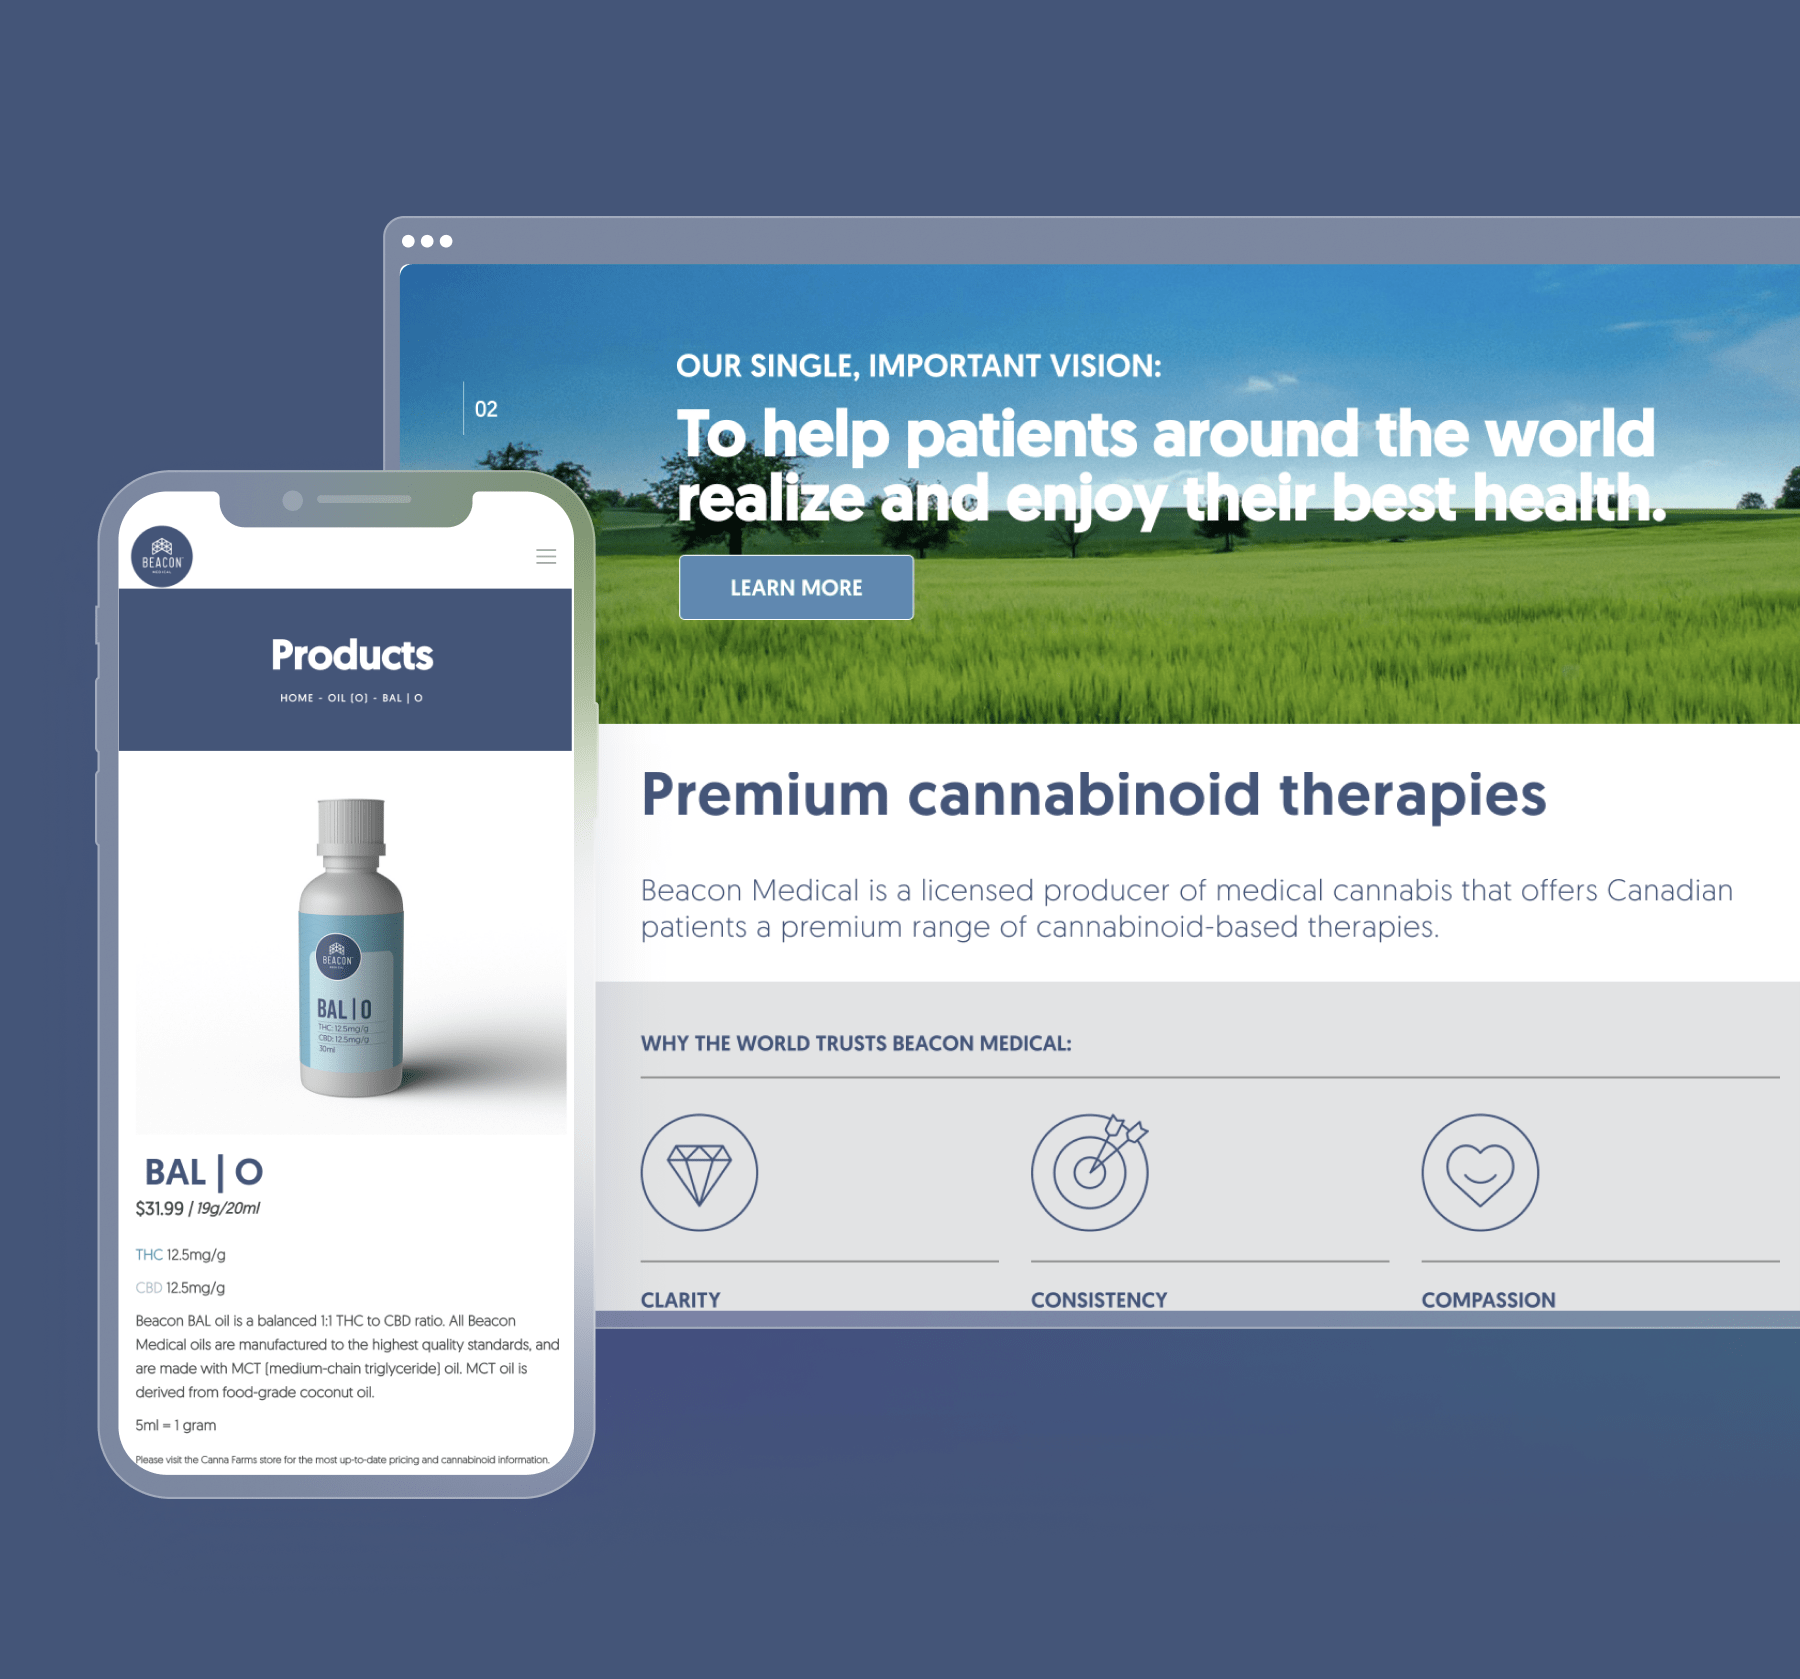 OUR SINGLE, IMPORTANT VISION:
02
To help patients around the world
realize and enjoy their best health.
LEARN MORE
Premium cannabinoid therapies
Beacon Medical is a licensed producer of medical cannabis that offers Canadian
patients a premium range of cannabinoid-based therapies.
WHY THE WORLD TRUSTS BEACON MEDICAL:
CLARITY
CONSISTENCY
COMPASSION
BEACON
MEDICAL
Products
HOME - OIL (O) - BAL | O
BEACON
MEDICAL
BAL | O
THC: 12.5mg/g
CBD: 12.5mg/g
30ml
BAL | O
$31.99 / 19g/20ml
THC 12.5mg/g
CBD 12.5mg/g
Beacon BAL oil is a balanced 1:1 THC to CBD ratio. All Beacon
Medical oils are manufactured to the highest quality standards, and
are made with MCT (medium-chain triglyceride) oil. MCT oil is
derived from food-grade coconut oil.
5ml = 1 gram
Please visit the Canna Farms store for the most up-to-date pricing and cannabinoid information.